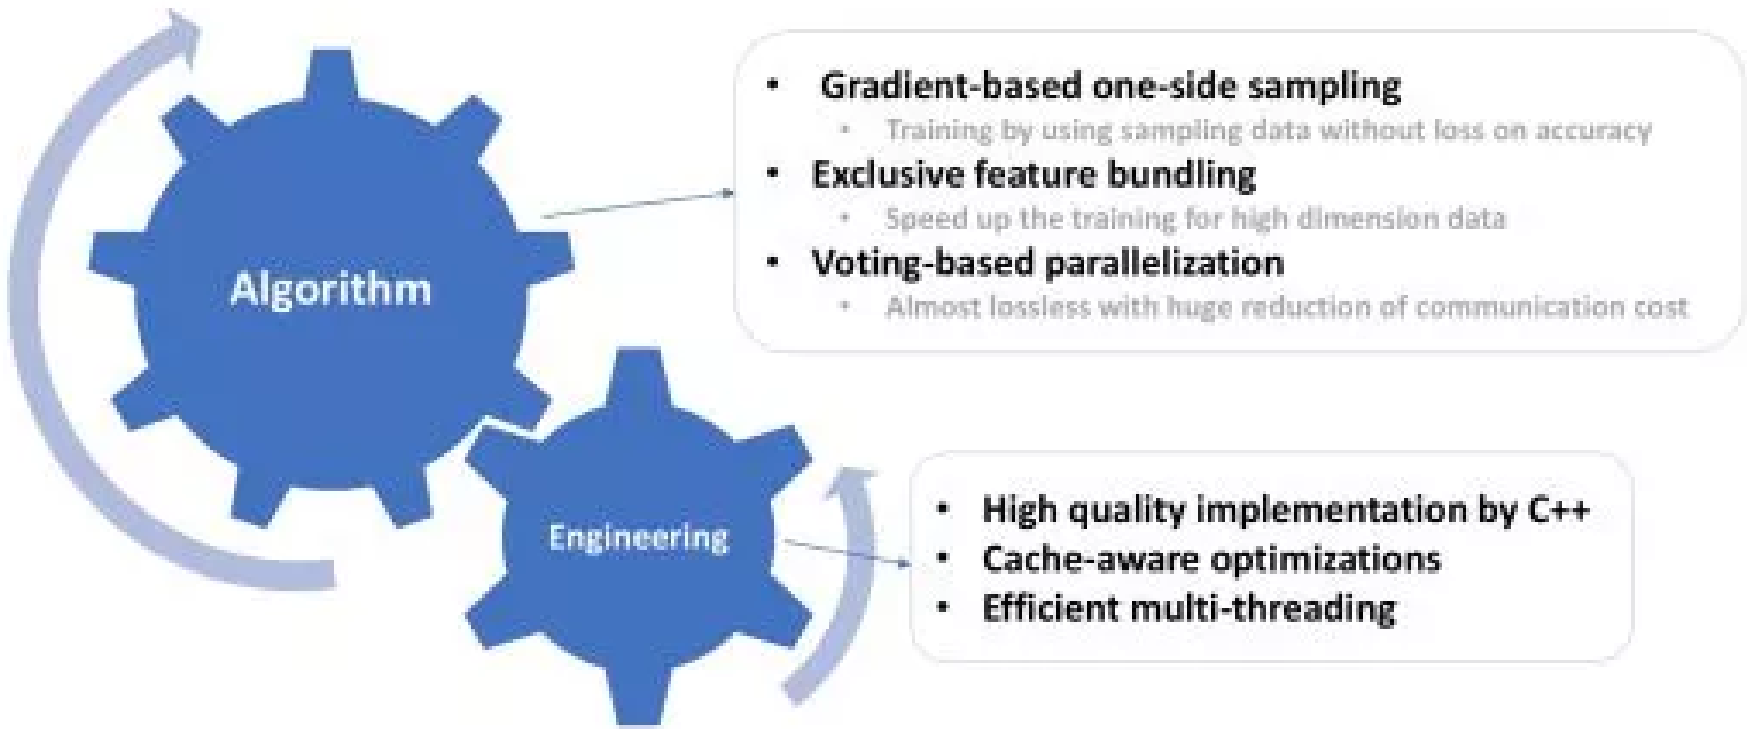 Algorithm
• Gradient-based one-side sampling
• Training by using sampling data without loss on accuracy
• Exclusive feature bundling
• Speed up the training for high dimension data
• Voting-based parallelization
• Almost lossless with huge reduction of communication cost
Engineering
• High quality implementation by C++
• Cache-aware optimizations
• Efficient multi-threading